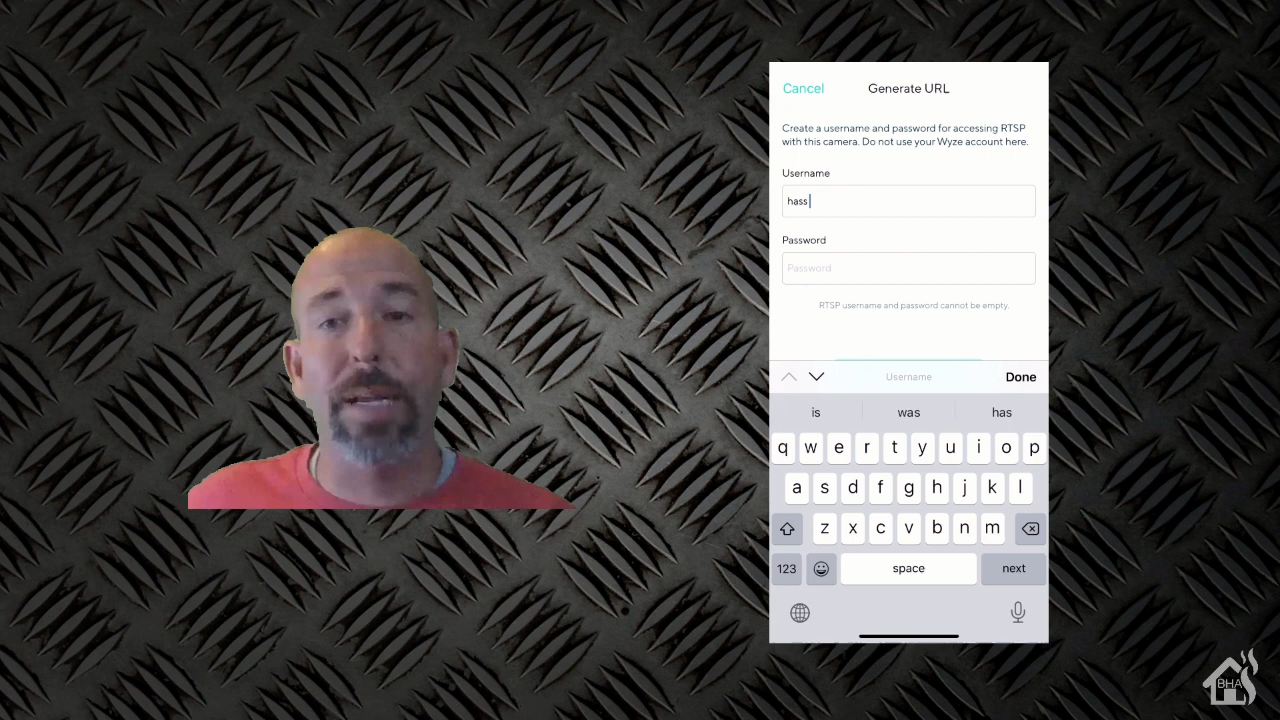 Cancel
Generate URL
Create a username and password for accessing RTSP
with this camera. Do not use your Wyze account here.
Username
hass
Password
Password
RTSP username and password cannot be empty.
Username
Done
is was has
q w e r t y u i o p
a s d f g h j k l
z x c v b n m
123 space next
BHA